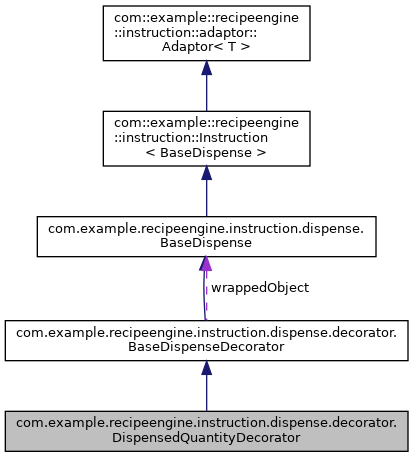 com::example::recipeengine
::instruction::adaptor::
Adaptor< T >
com::example::recipeengine
::instruction::Instruction
< BaseDispense >
com.example.recipeengine.instruction.dispense.
BaseDispense
wrappedObject
com.example.recipeengine.instruction.dispense.decorator.
BaseDispenseDecorator
com.example.recipeengine.instruction.dispense.decorator.
DispensedQuantityDecorator